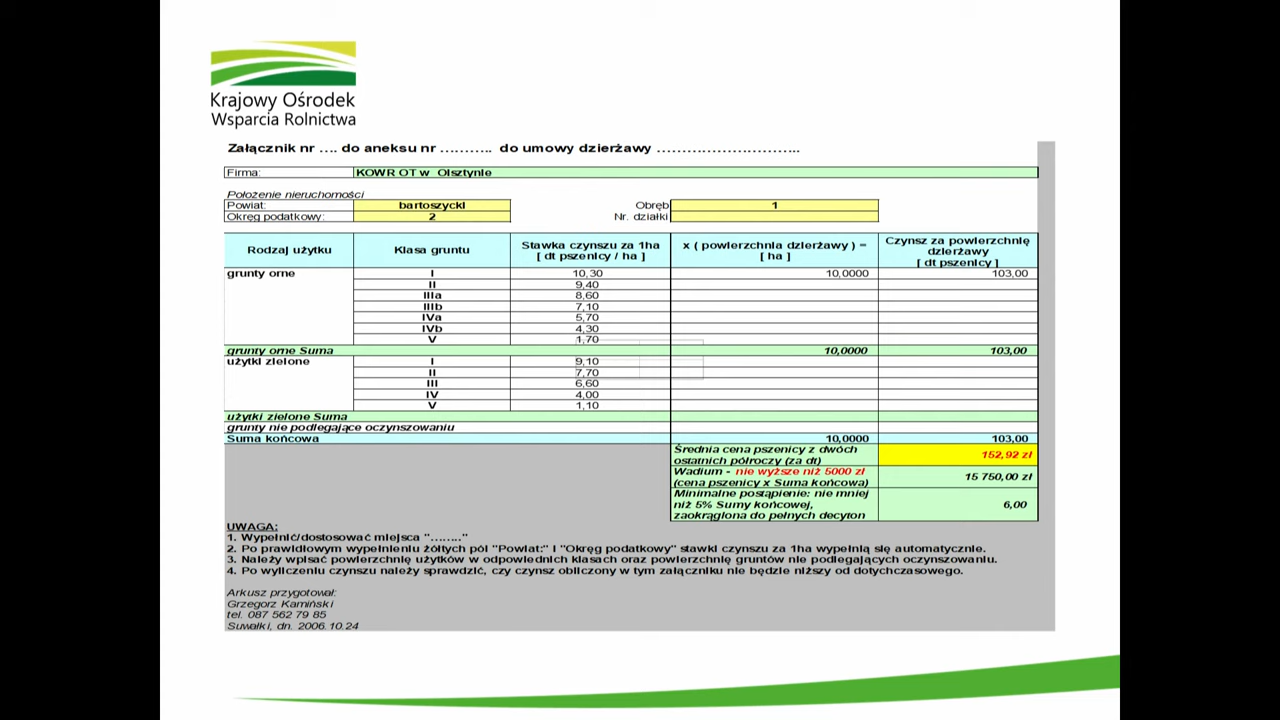 Krajowy Ośrodek
Wsparcia Rolnictwa
Załącznik nr .... do aneksu nr ........... do umowy dzierżawy ..............................
Firma: KOWR OT w Olsztynie
Położenie nieruchomości
Powiat: bartoszycki Obręb 1
Okręg podatkowy: 2 Nr. działki
Rodzaj użytku Klasa gruntu Stawka czynszu za 1ha [ dt pszenicy / ha ] x ( powierzchnia dzierżawy ) = [ ha ] Czynsz za powierzchnię dzierżawy [ dt pszenicy ]
grunty orne I 10,30 10,0000 103,00
II 9,40
IIIa 8,60
IIIb 7,10
IVa 5,70
IVb 4,30
V 1,70
grunty orne Suma 10,0000 103,00
użytki zielone I 9,10
II 7,70
III 6,60
IV 4,00
V 1,10
użytki zielone Suma
grunty nie podlegające oczynszowaniu
Suma końcowa 10,0000 103,00
Średnia cena pszenicy z dwóch
ostatnich półroczy (za dt) 152,92 zł
Wadium - nie wyższe niż 5000 zł
(cena pszenicy x Suma końcowa) 15 750,00 zł
Minimalne postąpienie: nie mniej
niż 5% Sumy końcowej, 6,00
zaokrąglona do pełnych decyton
UWAGA:
1. Wypełnić/dostosować miejsca "........"
2. Po prawidłowym wypełnieniu żółtych pól "Powiat:" i "Okręg podatkowy" stawki czynszu za 1ha wypełnią się automatycznie.
3. Należy wpisać powierzchnię użytków w odpowiednich klasach oraz powierzchnię gruntów nie podlegających oczynszowaniu.
4. Po wyliczeniu czynszu należy sprawdzić, czy czynsz obliczony w tym załączniku nie będzie niższy od dotychczasowego.
Arkusz przygotował:
Grzegorz Kamiński
tel. 087 562 79 85
Suwałki, dn. 2006.10.24